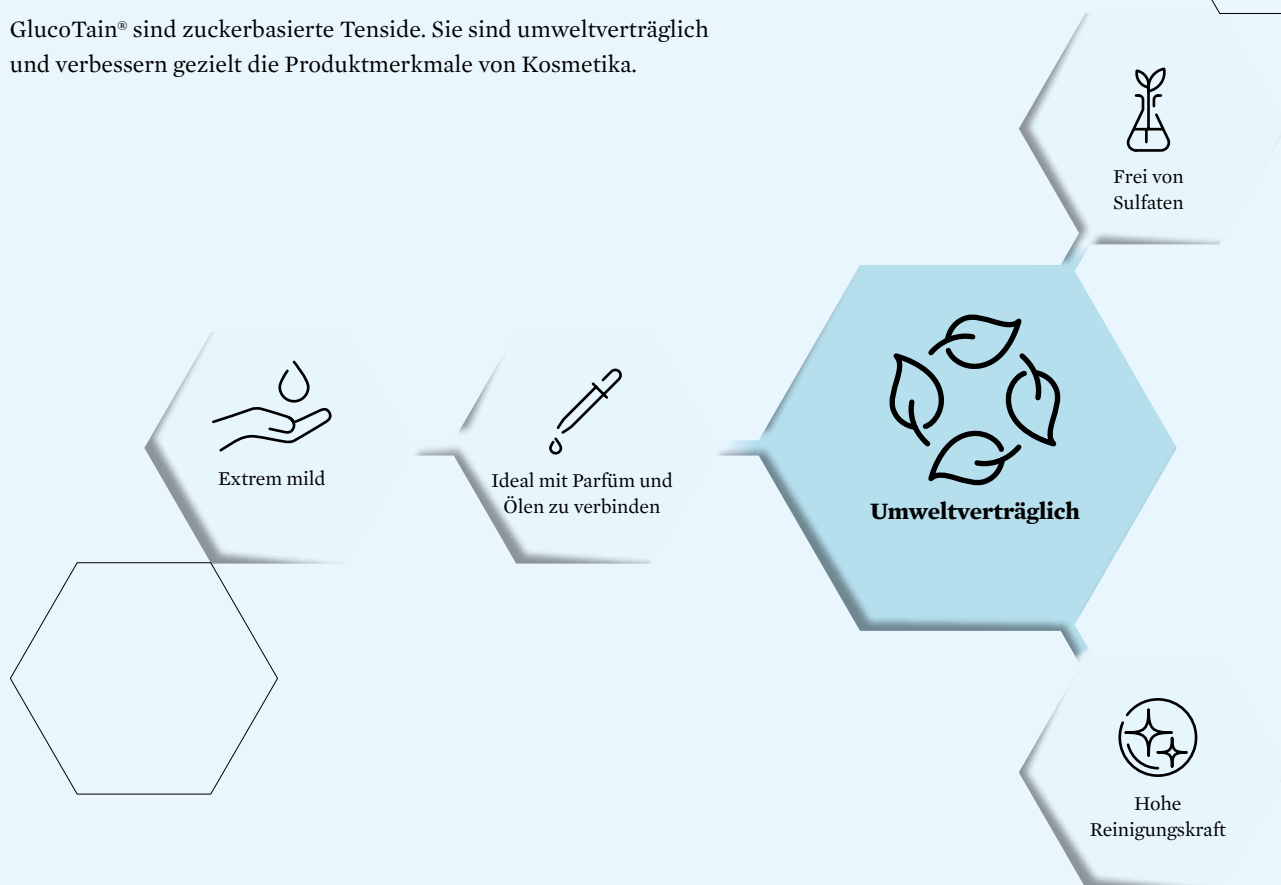 GlucoTain® sind zuckerbasierte Tenside. Sie sind umweltverträglich
und verbessern gezielt die Produktmerkmale von Kosmetika.
Frei von
Sulfaten
Extrem mild
Ideal mit Parfüm und
Ölen zu verbinden
Umweltverträglich
Hohe
Reinigungskraft